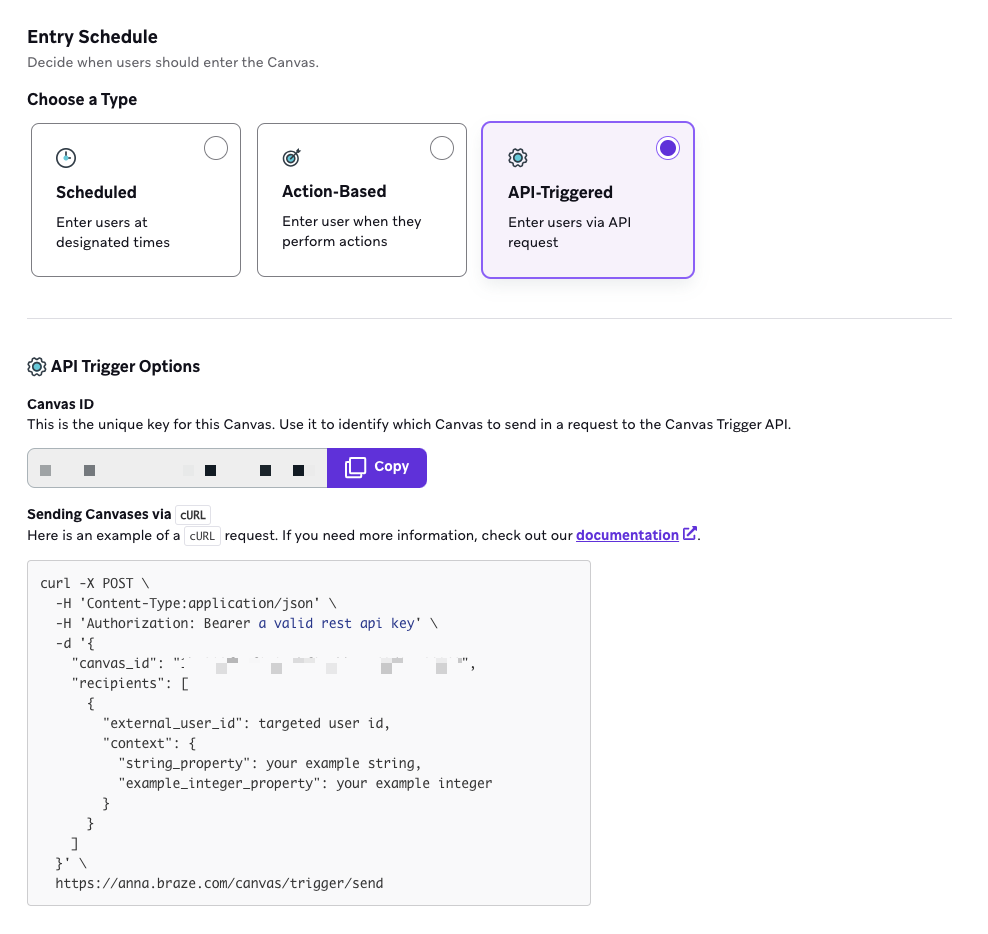 Entry Schedule
Decide when users should enter the Canvas.
Choose a Type
Scheduled
Enter users at
designated times
Action-Based
Enter user when they
perform actions
API-Triggered
Enter users via API
request
API Trigger Options
Canvas ID
This is the unique key for this Canvas. Use it to identify which Canvas to send in a request to the Canvas Trigger API.
Copy
Sending Canvases via cURL
Here is an example of a cURL request. If you need more information, check out our documentation.
curl -X POST \
  -H 'Content-Type:application/json' \
  -H 'Authorization: Bearer a valid rest api key' \
  -d '{
    "canvas_id": "",
    "recipients": [
      {
        "external_user_id": targeted user id,
        "context": {
          "string_property": your example string,
          "example_integer_property": your example integer
        }
      }
    ]
  }' \
  https://anna.braze.com/canvas/trigger/send